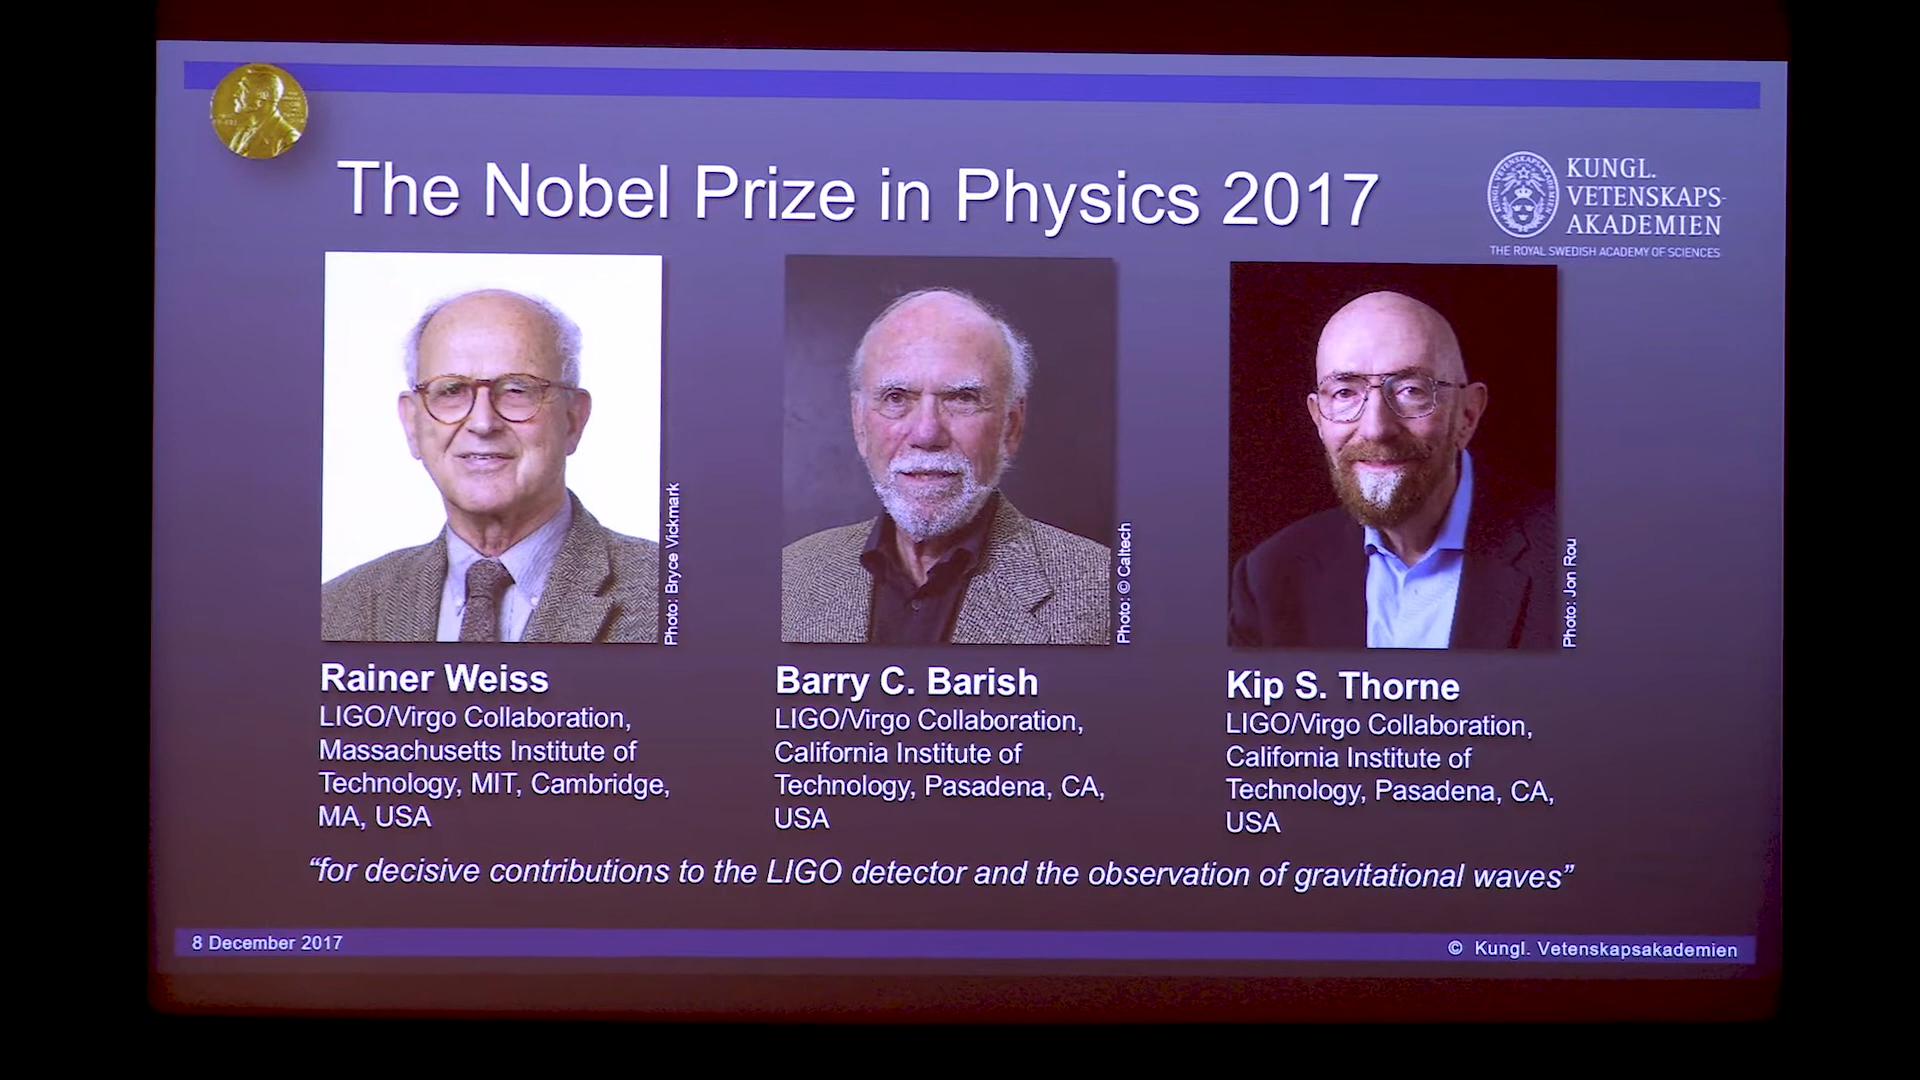 The Nobel Prize in Physics 2017
KUNGL.
VETENSKAPS-
AKADEMIEN
THE ROYAL SWEDISH ACADEMY OF SCIENCES
Photo: Bryce Vickmark
Photo: © Caltech
Photo: Jon Rou
Rainer Weiss
LIGO/Virgo Collaboration,
Massachusetts Institute of
Technology, MIT, Cambridge,
MA, USA
Barry C. Barish
LIGO/Virgo Collaboration,
California Institute of
Technology, Pasadena, CA,
USA
Kip S. Thorne
LIGO/Virgo Collaboration,
California Institute of
Technology, Pasadena, CA,
USA
“for decisive contributions to the LIGO detector and the observation of gravitational waves”
8 December 2017
© Kungl. Vetenskapsakademien